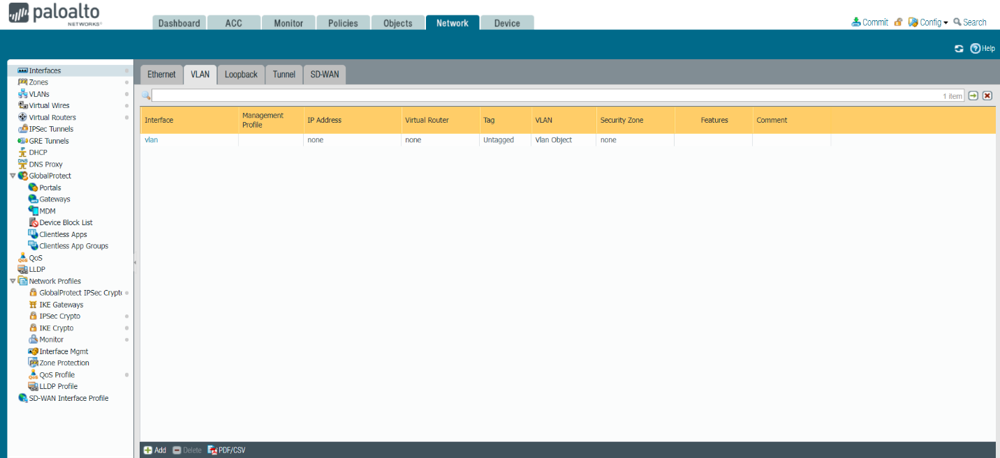 paloalto
NETWORKS®
Dashboard ACC Monitor Policies Objects Network Device
Commit Config Search
Help
Interfaces
Zones
VLANs
Virtual Wires
Virtual Routers
IPSec Tunnels
GRE Tunnels
DHCP
DNS Proxy
GlobalProtect
Portals
Gateways
MDM
Device Block List
Clientless Apps
Clientless App Groups
QoS
LLDP
Network Profiles
GlobalProtect IPSec Crypto
IKE Gateways
IPSec Crypto
IKE Crypto
Monitor
Interface Mgmt
Zone Protection
QoS Profile
LLDP Profile
SD-WAN Interface Profile
Ethernet VLAN Loopback Tunnel SD-WAN
1 item
Interface Management Profile IP Address Virtual Router Tag VLAN Security Zone Features Comment
vlan none none Untagged Vlan Object none
Add Delete PDF/CSV